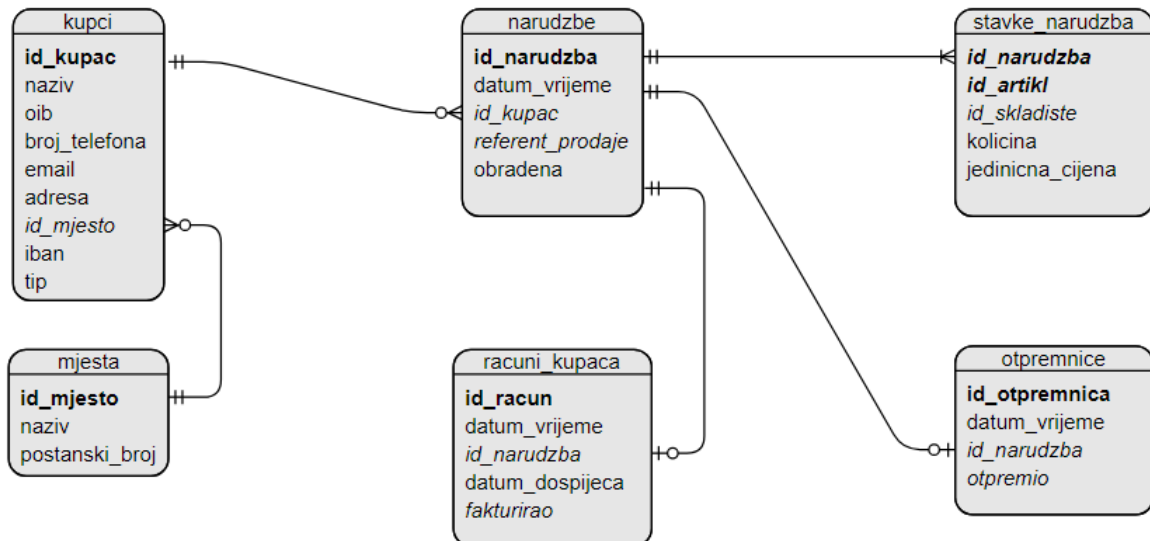 kupci
id_kupac
naziv
oib
broj_telefona
email
adresa
id_mjesto
iban
tip
narudzbe
id_narudzba
datum_vrijeme
id_kupac
referent_prodaje
obradena
stavke_narudzba
id_narudzba
id_artikl
id_skladiste
kolicina
jedinicna_cijena
mjesta
id_mjesto
naziv
postanski_broj
racuni_kupaca
id_racun
datum_vrijeme
id_narudzba
datum_dospijeca
fakturirao
otpremnice
id_otpremnica
datum_vrijeme
id_narudzba
otpremio